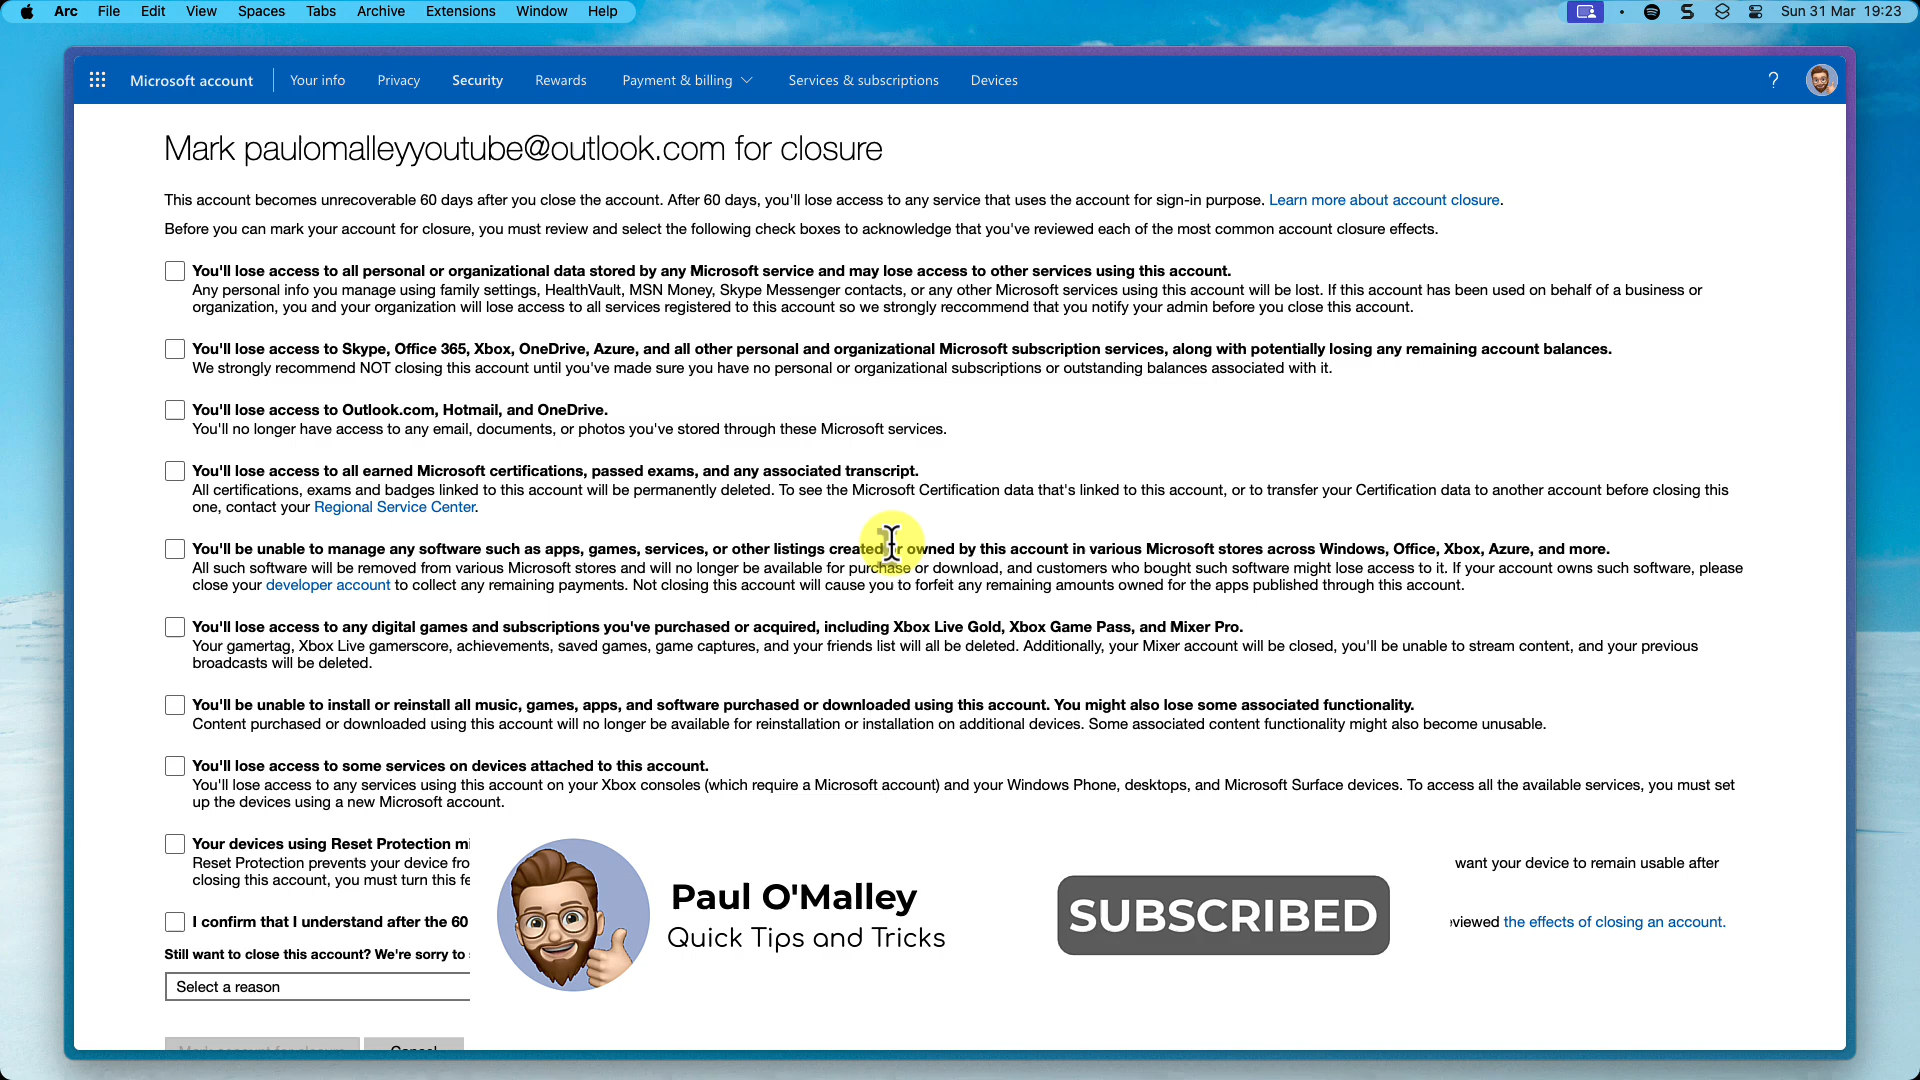 Arc File Edit View Spaces Tabs Archive Extensions Window Help Sun 31 Mar 19:23
Microsoft account Your info Privacy Security Rewards Payment & billing Services & subscriptions Devices ?
Mark paulomalleyyoutube@outlook.com for closure
This account becomes unrecoverable 60 days after you close the account. After 60 days, you'll lose access to any service that uses the account for sign-in purpose. Learn more about account closure.
Before you can mark your account for closure, you must review and select the following check boxes to acknowledge that you've reviewed each of the most common account closure effects.
You'll lose access to all personal or organizational data stored by any Microsoft service and may lose access to other services using this account.
Any personal info you manage using family settings, HealthVault, MSN Money, Skype Messenger contacts, or any other Microsoft services using this account will be lost. If this account has been used on behalf of a business or
organization, you and your organization will lose access to all services registered to this account so we strongly reccommend that you notify your admin before you close this account.
You'll lose access to Skype, Office 365, Xbox, OneDrive, Azure, and all other personal and organizational Microsoft subscription services, along with potentially losing any remaining account balances.
We strongly recommend NOT closing this account until you've made sure you have no personal or organizational subscriptions or outstanding balances associated with it.
You'll lose access to Outlook.com, Hotmail, and OneDrive.
You'll no longer have access to any email, documents, or photos you've stored through these Microsoft services.
You'll lose access to all earned Microsoft certifications, passed exams, and any associated transcript.
All certifications, exams and badges linked to this account will be permanently deleted. To see the Microsoft Certification data that's linked to this account, or to transfer your Certification data to another account before closing this
one, contact your Regional Service Center.
You'll be unable to manage any software such as apps, games, services, or other listings created or owned by this account in various Microsoft stores across Windows, Office, Xbox, Azure, and more.
All such software will be removed from various Microsoft stores and will no longer be available for purchase or download, and customers who bought such software might lose access to it. If your account owns such software, please
close your developer account to collect any remaining payments. Not closing this account will cause you to forfeit any remaining amounts owned for the apps published through this account.
You'll lose access to any digital games and subscriptions you've purchased or acquired, including Xbox Live Gold, Xbox Game Pass, and Mixer Pro.
Your gamertag, Xbox Live gamerscore, achievements, saved games, game captures, and your friends list will all be deleted. Additionally, your Mixer account will be closed, you'll be unable to stream content, and your previous
broadcasts will be deleted.
You'll be unable to install or reinstall all music, games, apps, and software purchased or downloaded using this account. You might also lose some associated functionality.
Content purchased or downloaded using this account will no longer be available for reinstallation or installation on additional devices. Some associated content functionality might also become unusable.
You'll lose access to some services on devices attached to this account.
You'll lose access to any services using this account on your Xbox consoles (which require a Microsoft account) and your Windows Phone, desktops, and Microsoft Surface devices. To access all the available services, you must set
up the devices using a new Microsoft account.
Your devices using Reset Protection mi
Reset Protection prevents your device fro want your device to remain usable after
closing this account, you must turn this fe
I confirm that I understand after the 60 viewed the effects of closing an account.
Still want to close this account? We're sorry to
Select a reason
Paul O'Malley
Quick Tips and Tricks
SUBSCRIBED
Cancel